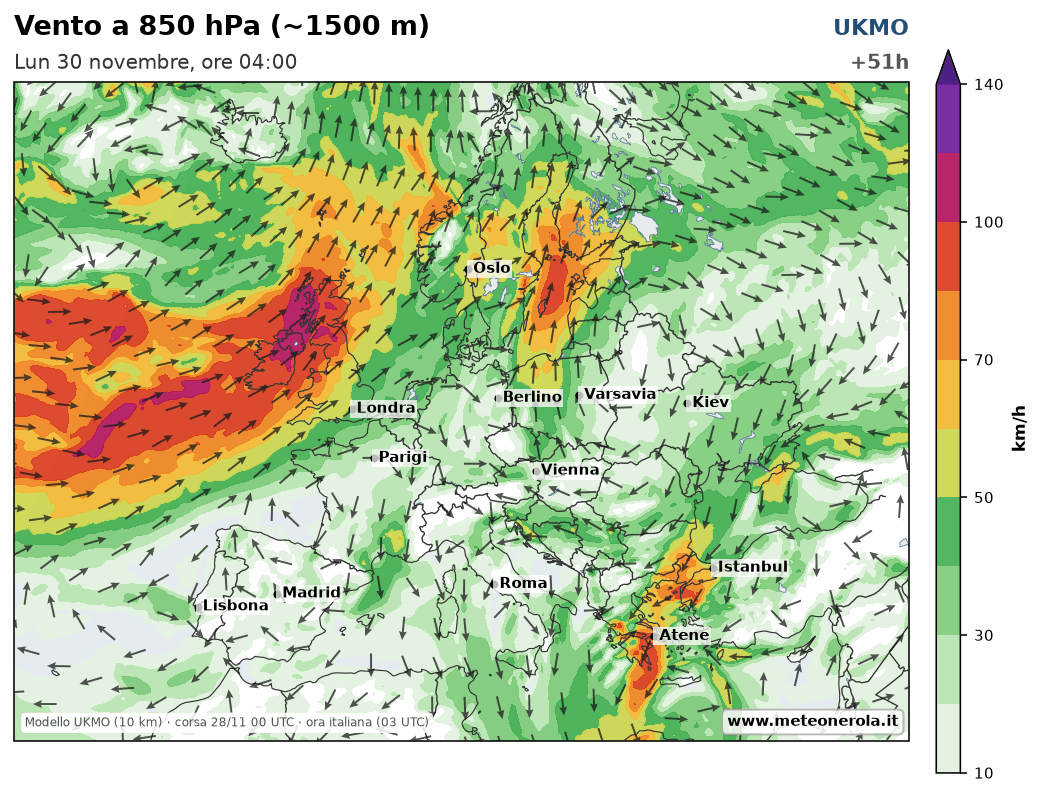 Vento a 850 hPa (~1500 m)
UKMO
Lun 30 novembre, ore 04:00
+51h
140
100
70
50
30
10
km/h
Oslo
Berlino
Varsavia
Kiev
Londra
Parigi
Vienna
Istanbul
Roma
Madrid
Lisbona
Atene
Modello UKMO (10 km) · corsa 28/11 00 UTC · ora italiana (03 UTC)
www.meteonerola.it